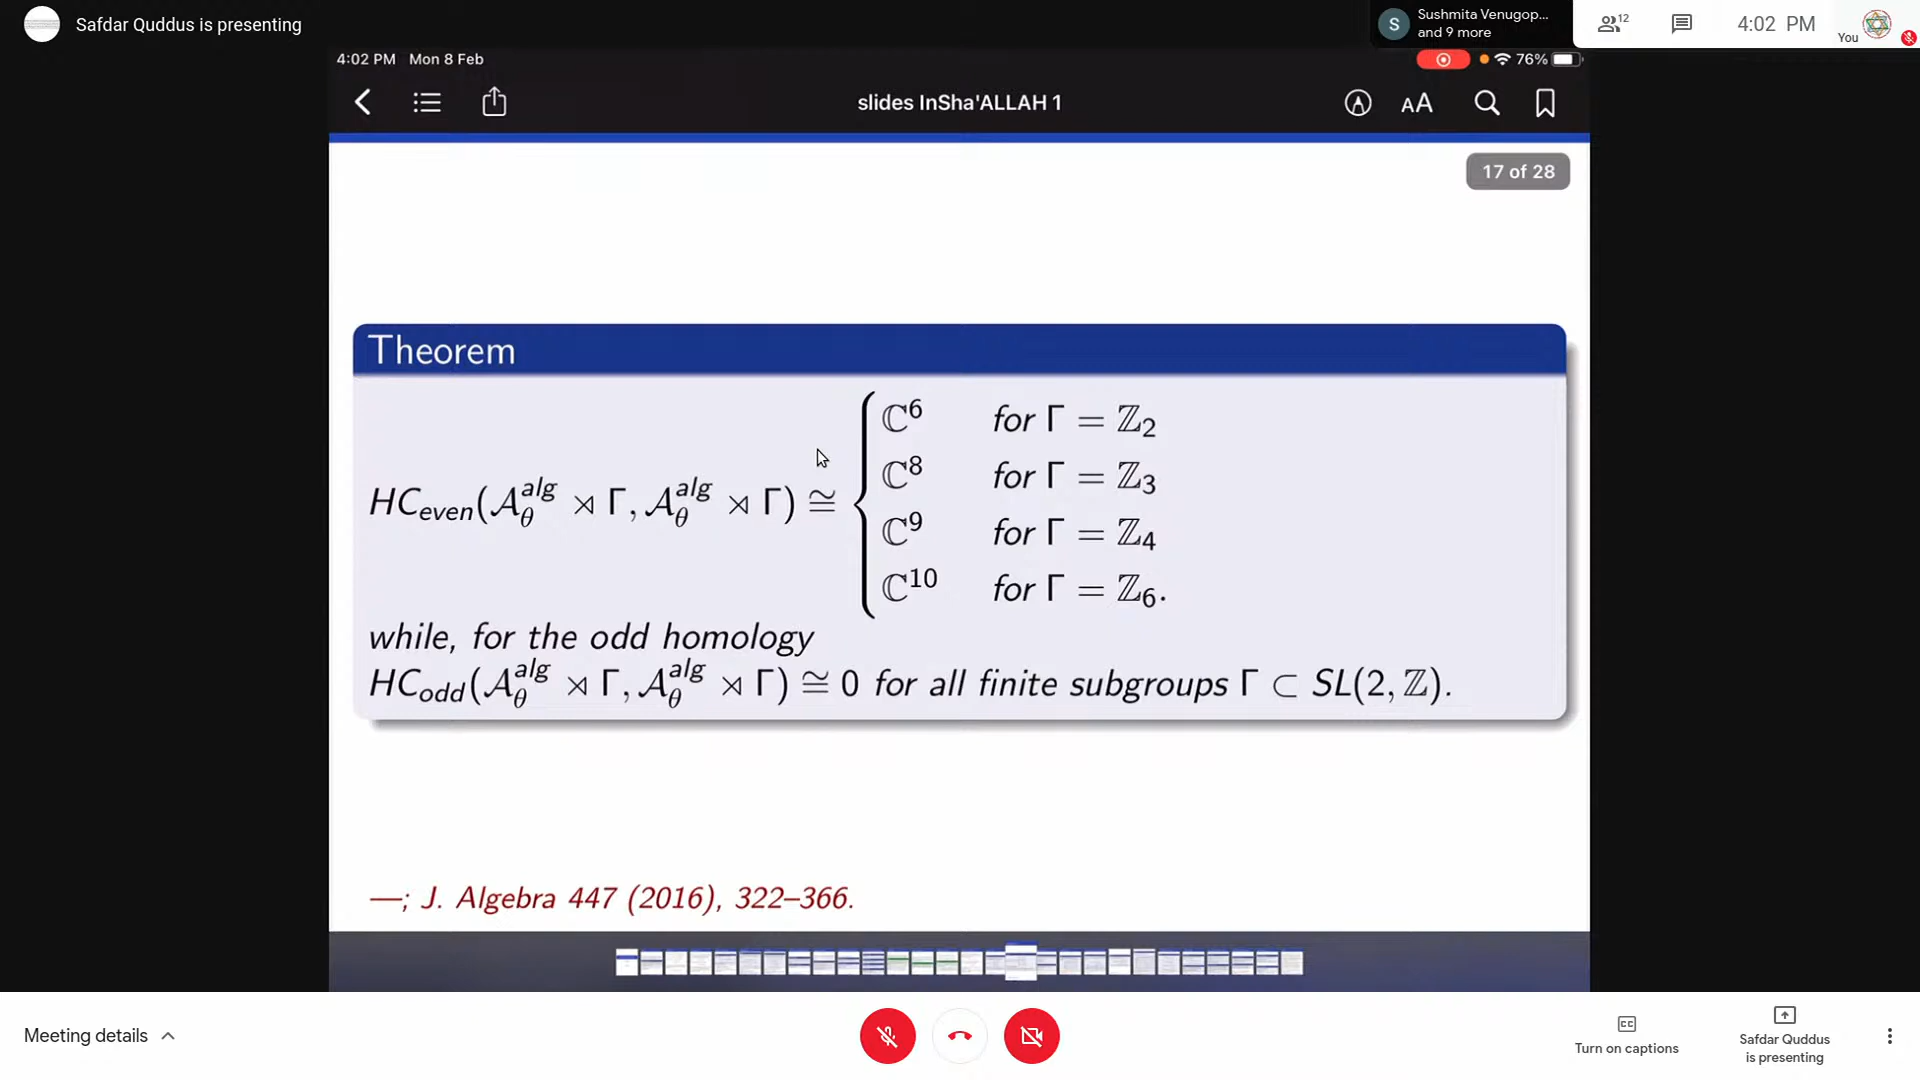 Safdar Quddus is presenting
Sushmita Venugop...
S
and 9 more
12
4:02 PM
You
4:02 PM Mon 8 Feb
76%
slides InSha'ALLAH 1
AA
17 of 28
Theorem
ℂ⁶ for Γ = ℤ₂
ℂ⁸ for Γ = ℤ₃
HC_even(𝒜_θ^alg ⋊ Γ, 𝒜_θ^alg ⋊ Γ) ≅ {
ℂ⁹ for Γ = ℤ₄
ℂ¹⁰ for Γ = ℤ₆.
while, for the odd homology
HC_odd(𝒜_θ^alg ⋊ Γ, 𝒜_θ^alg ⋊ Γ) ≅ 0 for all finite subgroups Γ ⊂ SL(2, ℤ).
—; J. Algebra 447 (2016), 322–366.
Meeting details
CC
Turn on captions
Safdar Quddus
is presenting